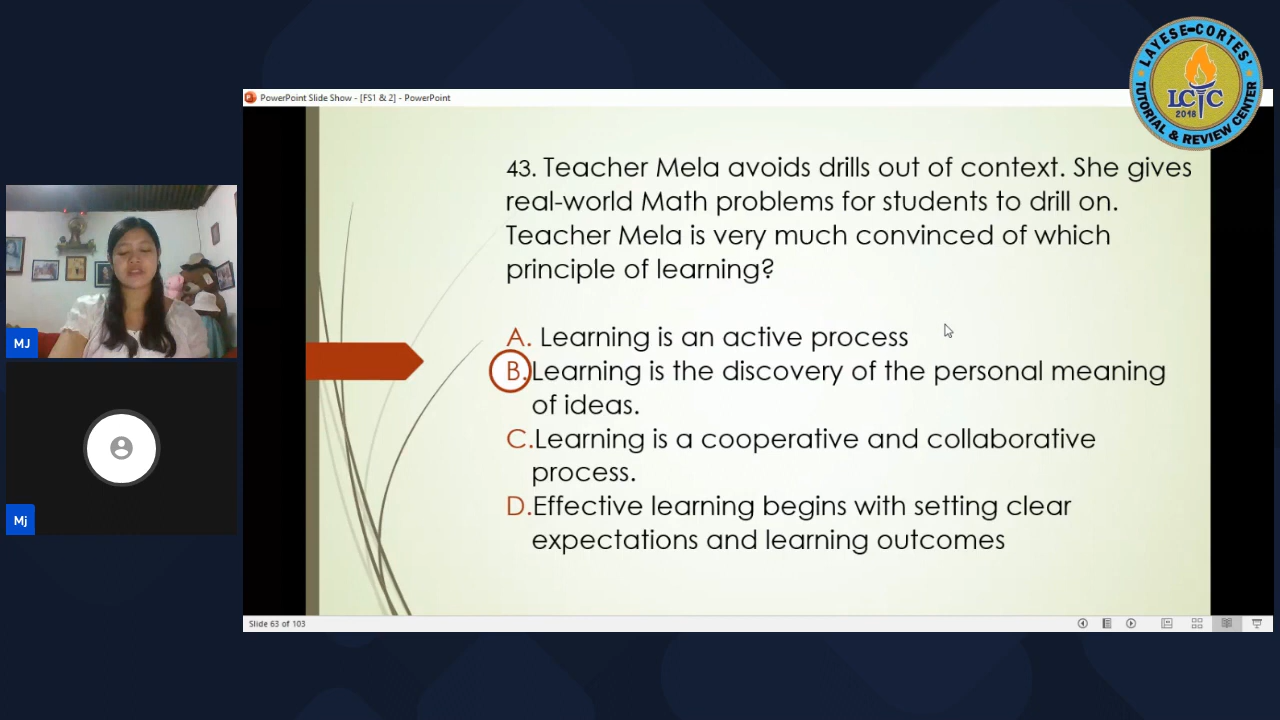 LAYESE-CORTES'
LCTC
2018
TUTORIAL & REVIEW CENTER
PowerPoint Slide Show - [FS1 & 2] - PowerPoint
43. Teacher Mela avoids drills out of context. She gives
real-world Math problems for students to drill on.
Teacher Mela is very much convinced of which
principle of learning?
A. Learning is an active process
B. Learning is the discovery of the personal meaning
of ideas.
C. Learning is a cooperative and collaborative
process.
D. Effective learning begins with setting clear
expectations and learning outcomes
MJ
Mj
Slide 63 of 103